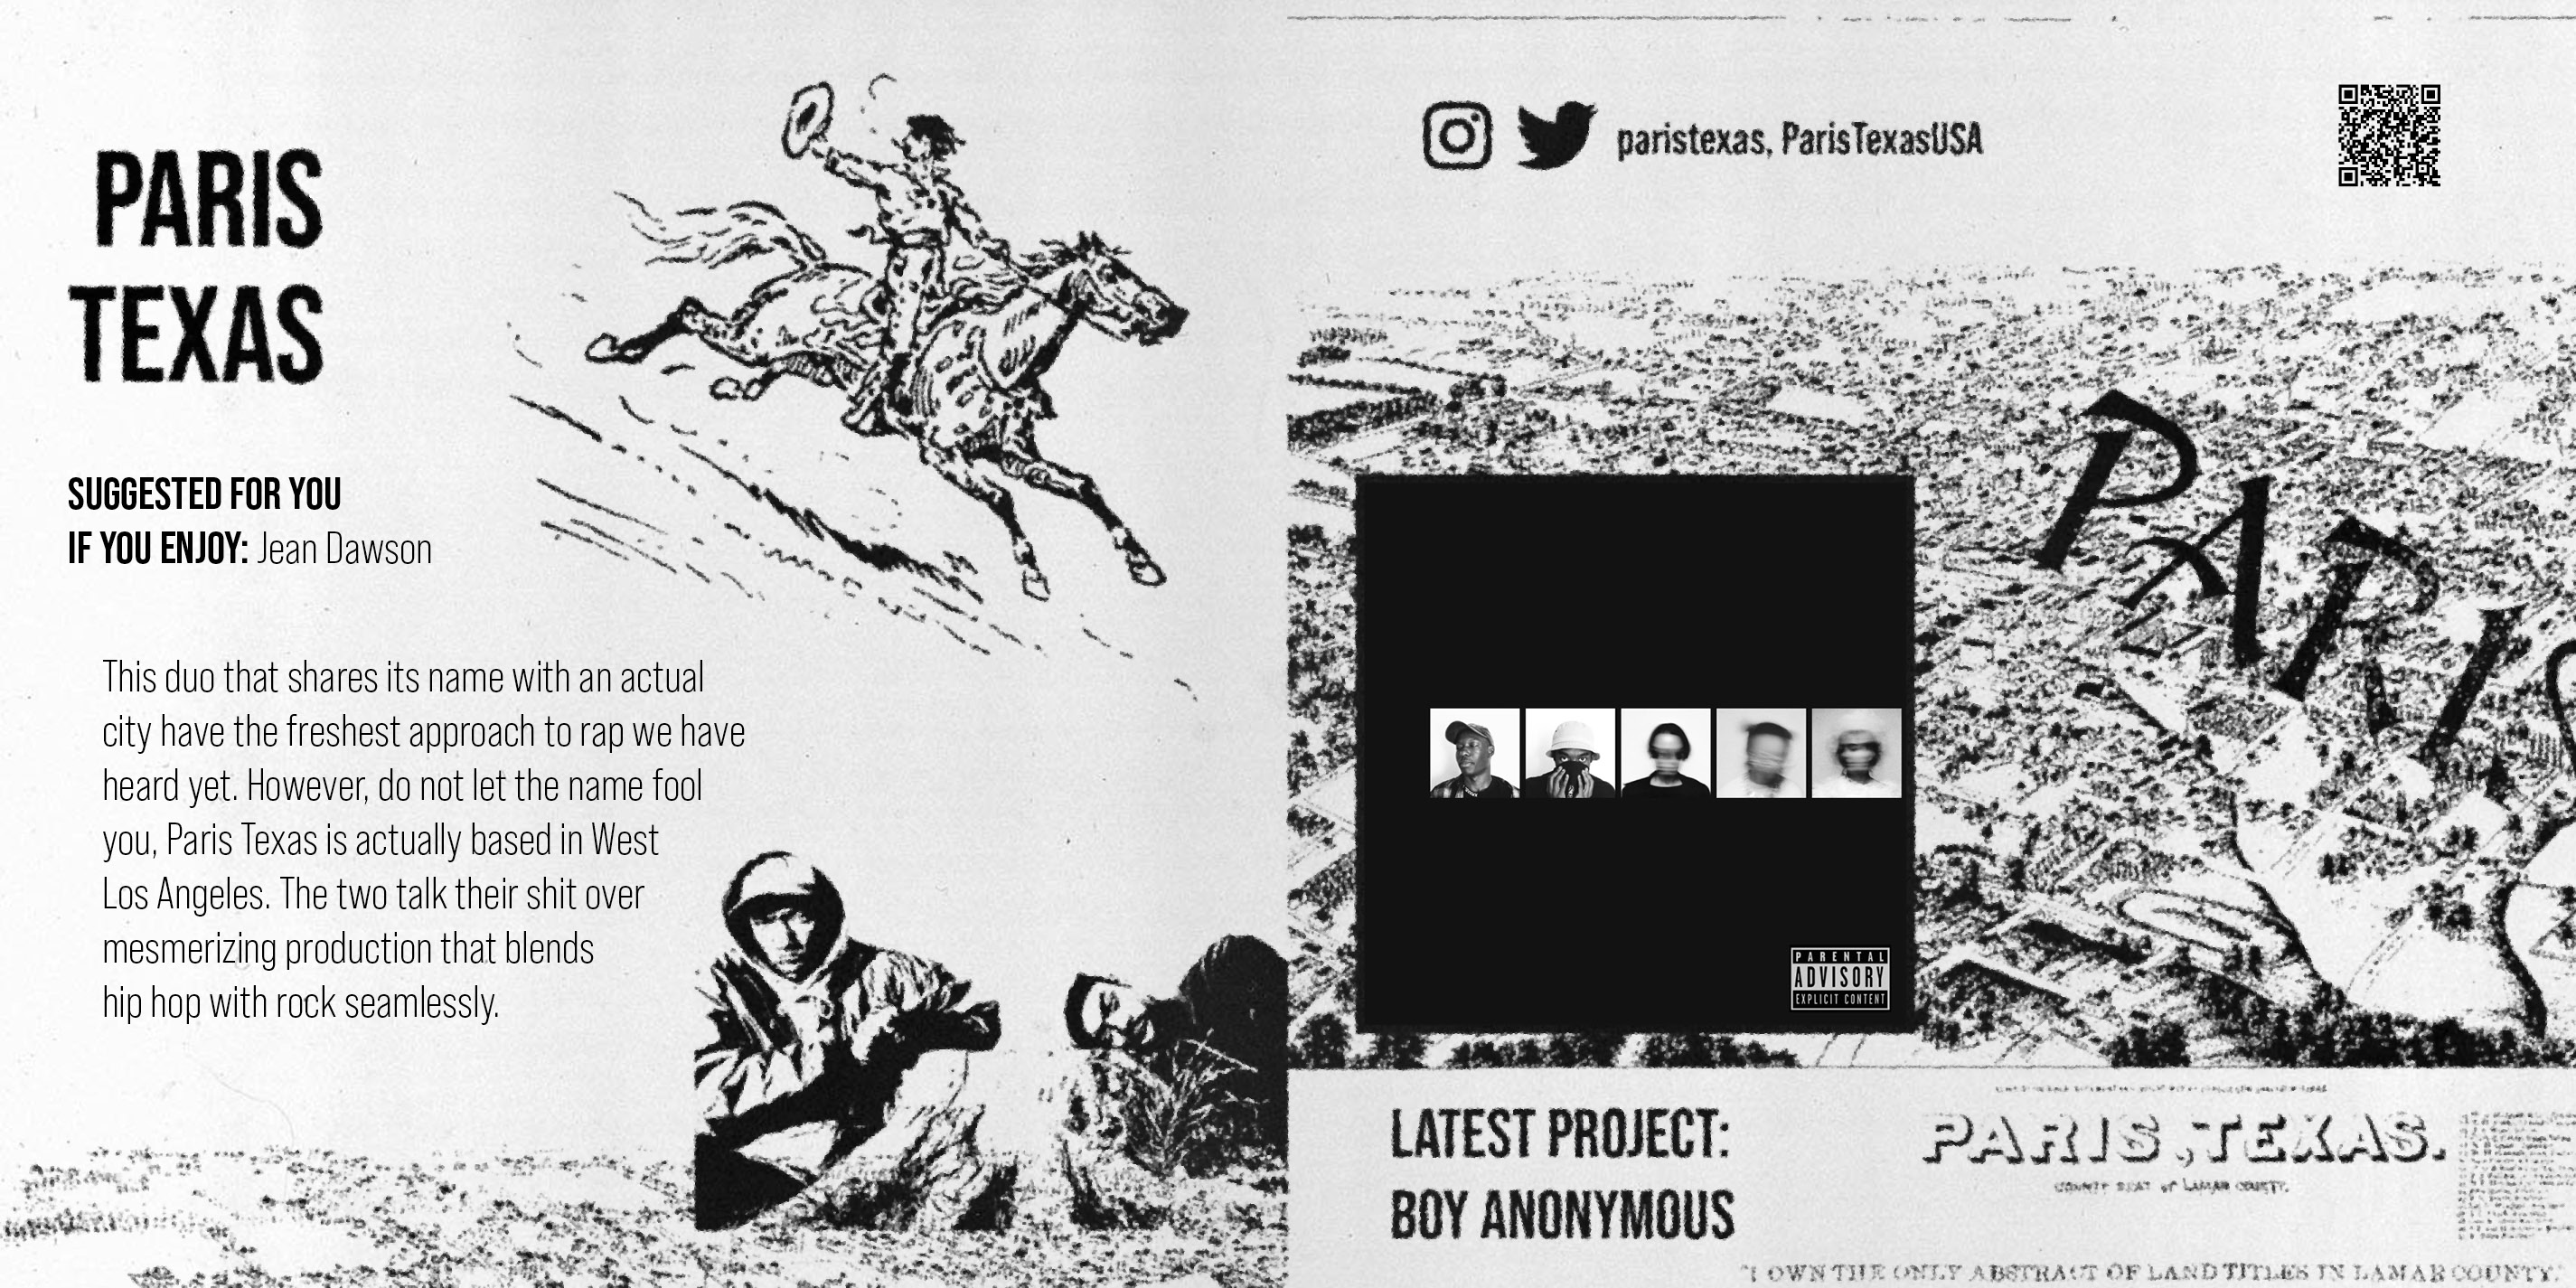 PARIS
TEXAS
SUGGESTED FOR YOU
IF YOU ENJOY: Jean Dawson
This duo that shares its name with an actual
city have the freshest approach to rap we have
heard yet. However, do not let the name fool
you, Paris Texas is actually based in West
Los Angeles. The two talk their shit over
mesmerizing production that blends
hip hop with rock seamlessly.
paristexas, ParisTexasUSA
PARIS
PARENTAL
ADVISORY
EXPLICIT CONTENT
LATEST PROJECT:
BOY ANONYMOUS
PARIS, TEXAS.
COUNTY SEAT OF LAMAR COUNTY.
"I OWN THE ONLY ABSTRACT OF LAND TITLES IN LAMAR COUNTY"